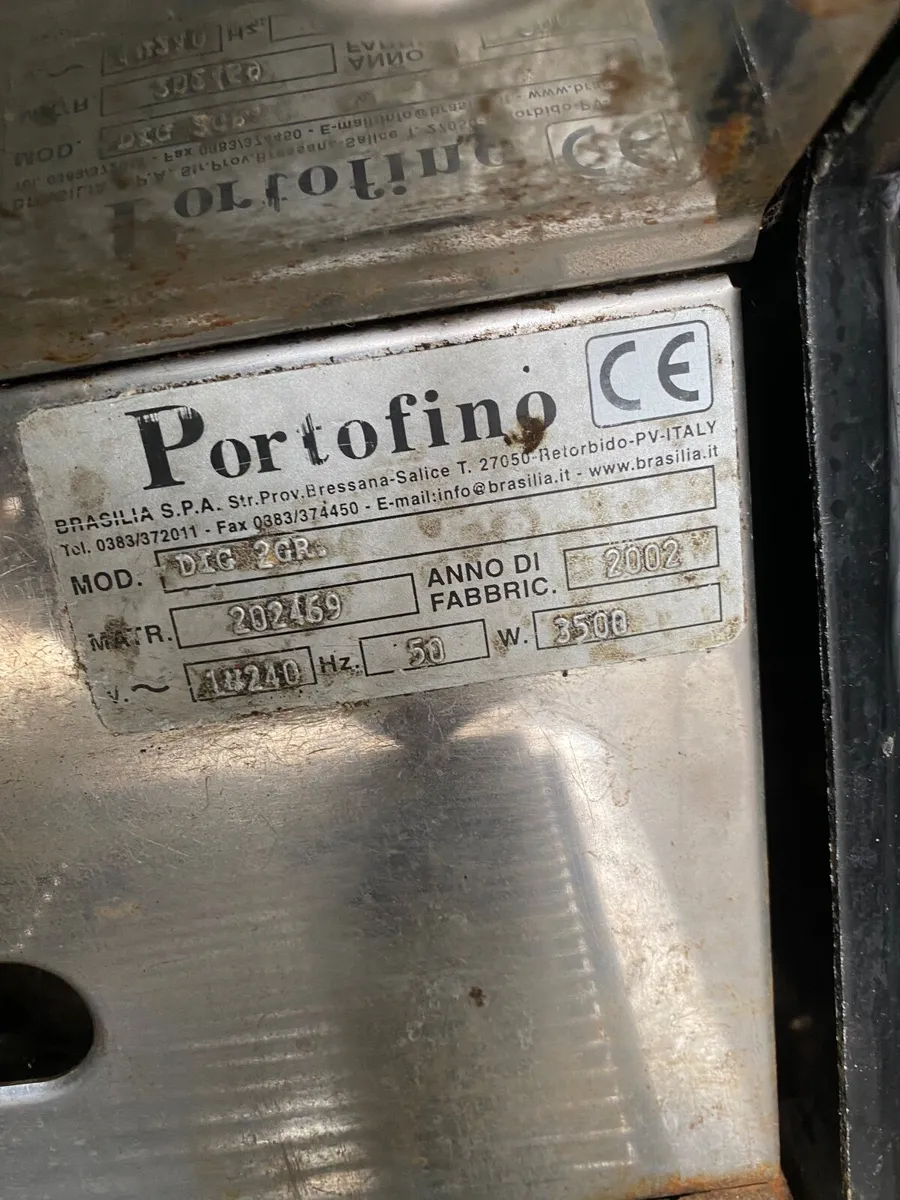 Portofino
CE
BRASILIA S.P.A. Str.Prov.Bressana-Salice T. 27050-Retorbido-PV-ITALY
Tel. 0383/372011 - Fax 0383/374450 - E-mail:info@brasilia.it - www.brasilia.it
MOD. DIG 2GR.
MATR. 202469 ANNO DI FABBRIC. 2002
V. ~ 1N240 Hz. 50 W. 3500